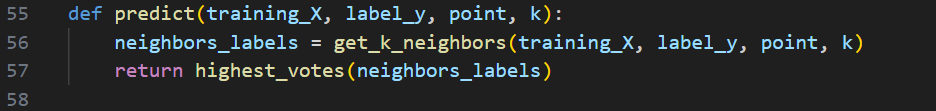 55 def predict(training_X, label_y, point, k):
56     neighbors_labels = get_k_neighbors(training_X, label_y, point, k)
57     return highest_votes(neighbors_labels)
58